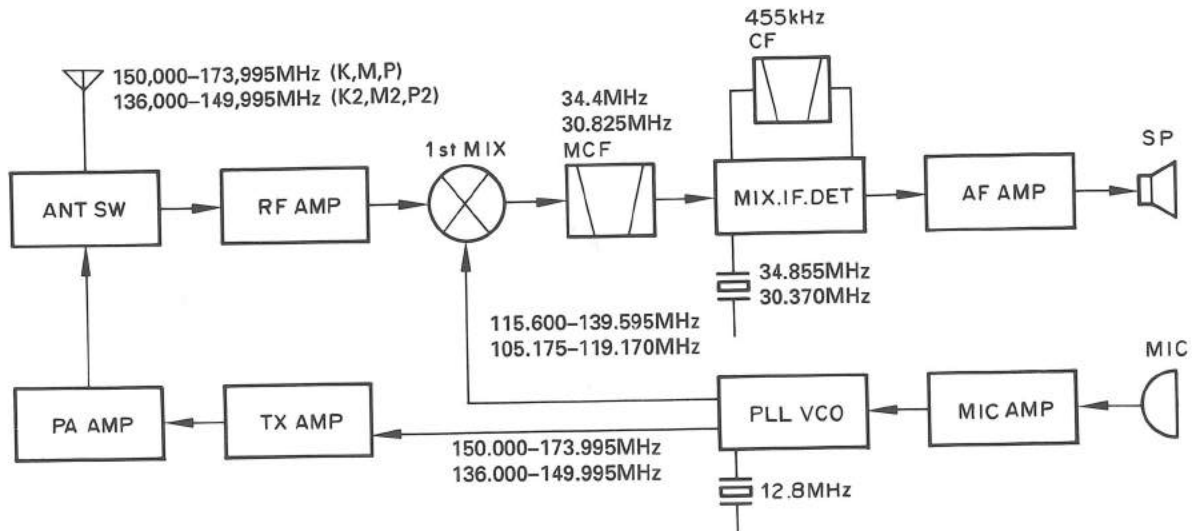 455kHz
CF
150,000–173,995MHz (K,M,P)
136,000–149,995MHz (K2,M2,P2)
34.4MHz
30.825MHz
MCF
1st MIX
SP
ANT SW
RF AMP
MIX.IF.DET
AF AMP
34.855MHz
30.370MHz
115.600–139.595MHz
105.175–119.170MHz
MIC
PA AMP
TX AMP
PLL VCO
MIC AMP
150.000–173.995MHz
136.000–149.995MHz
12.8MHz